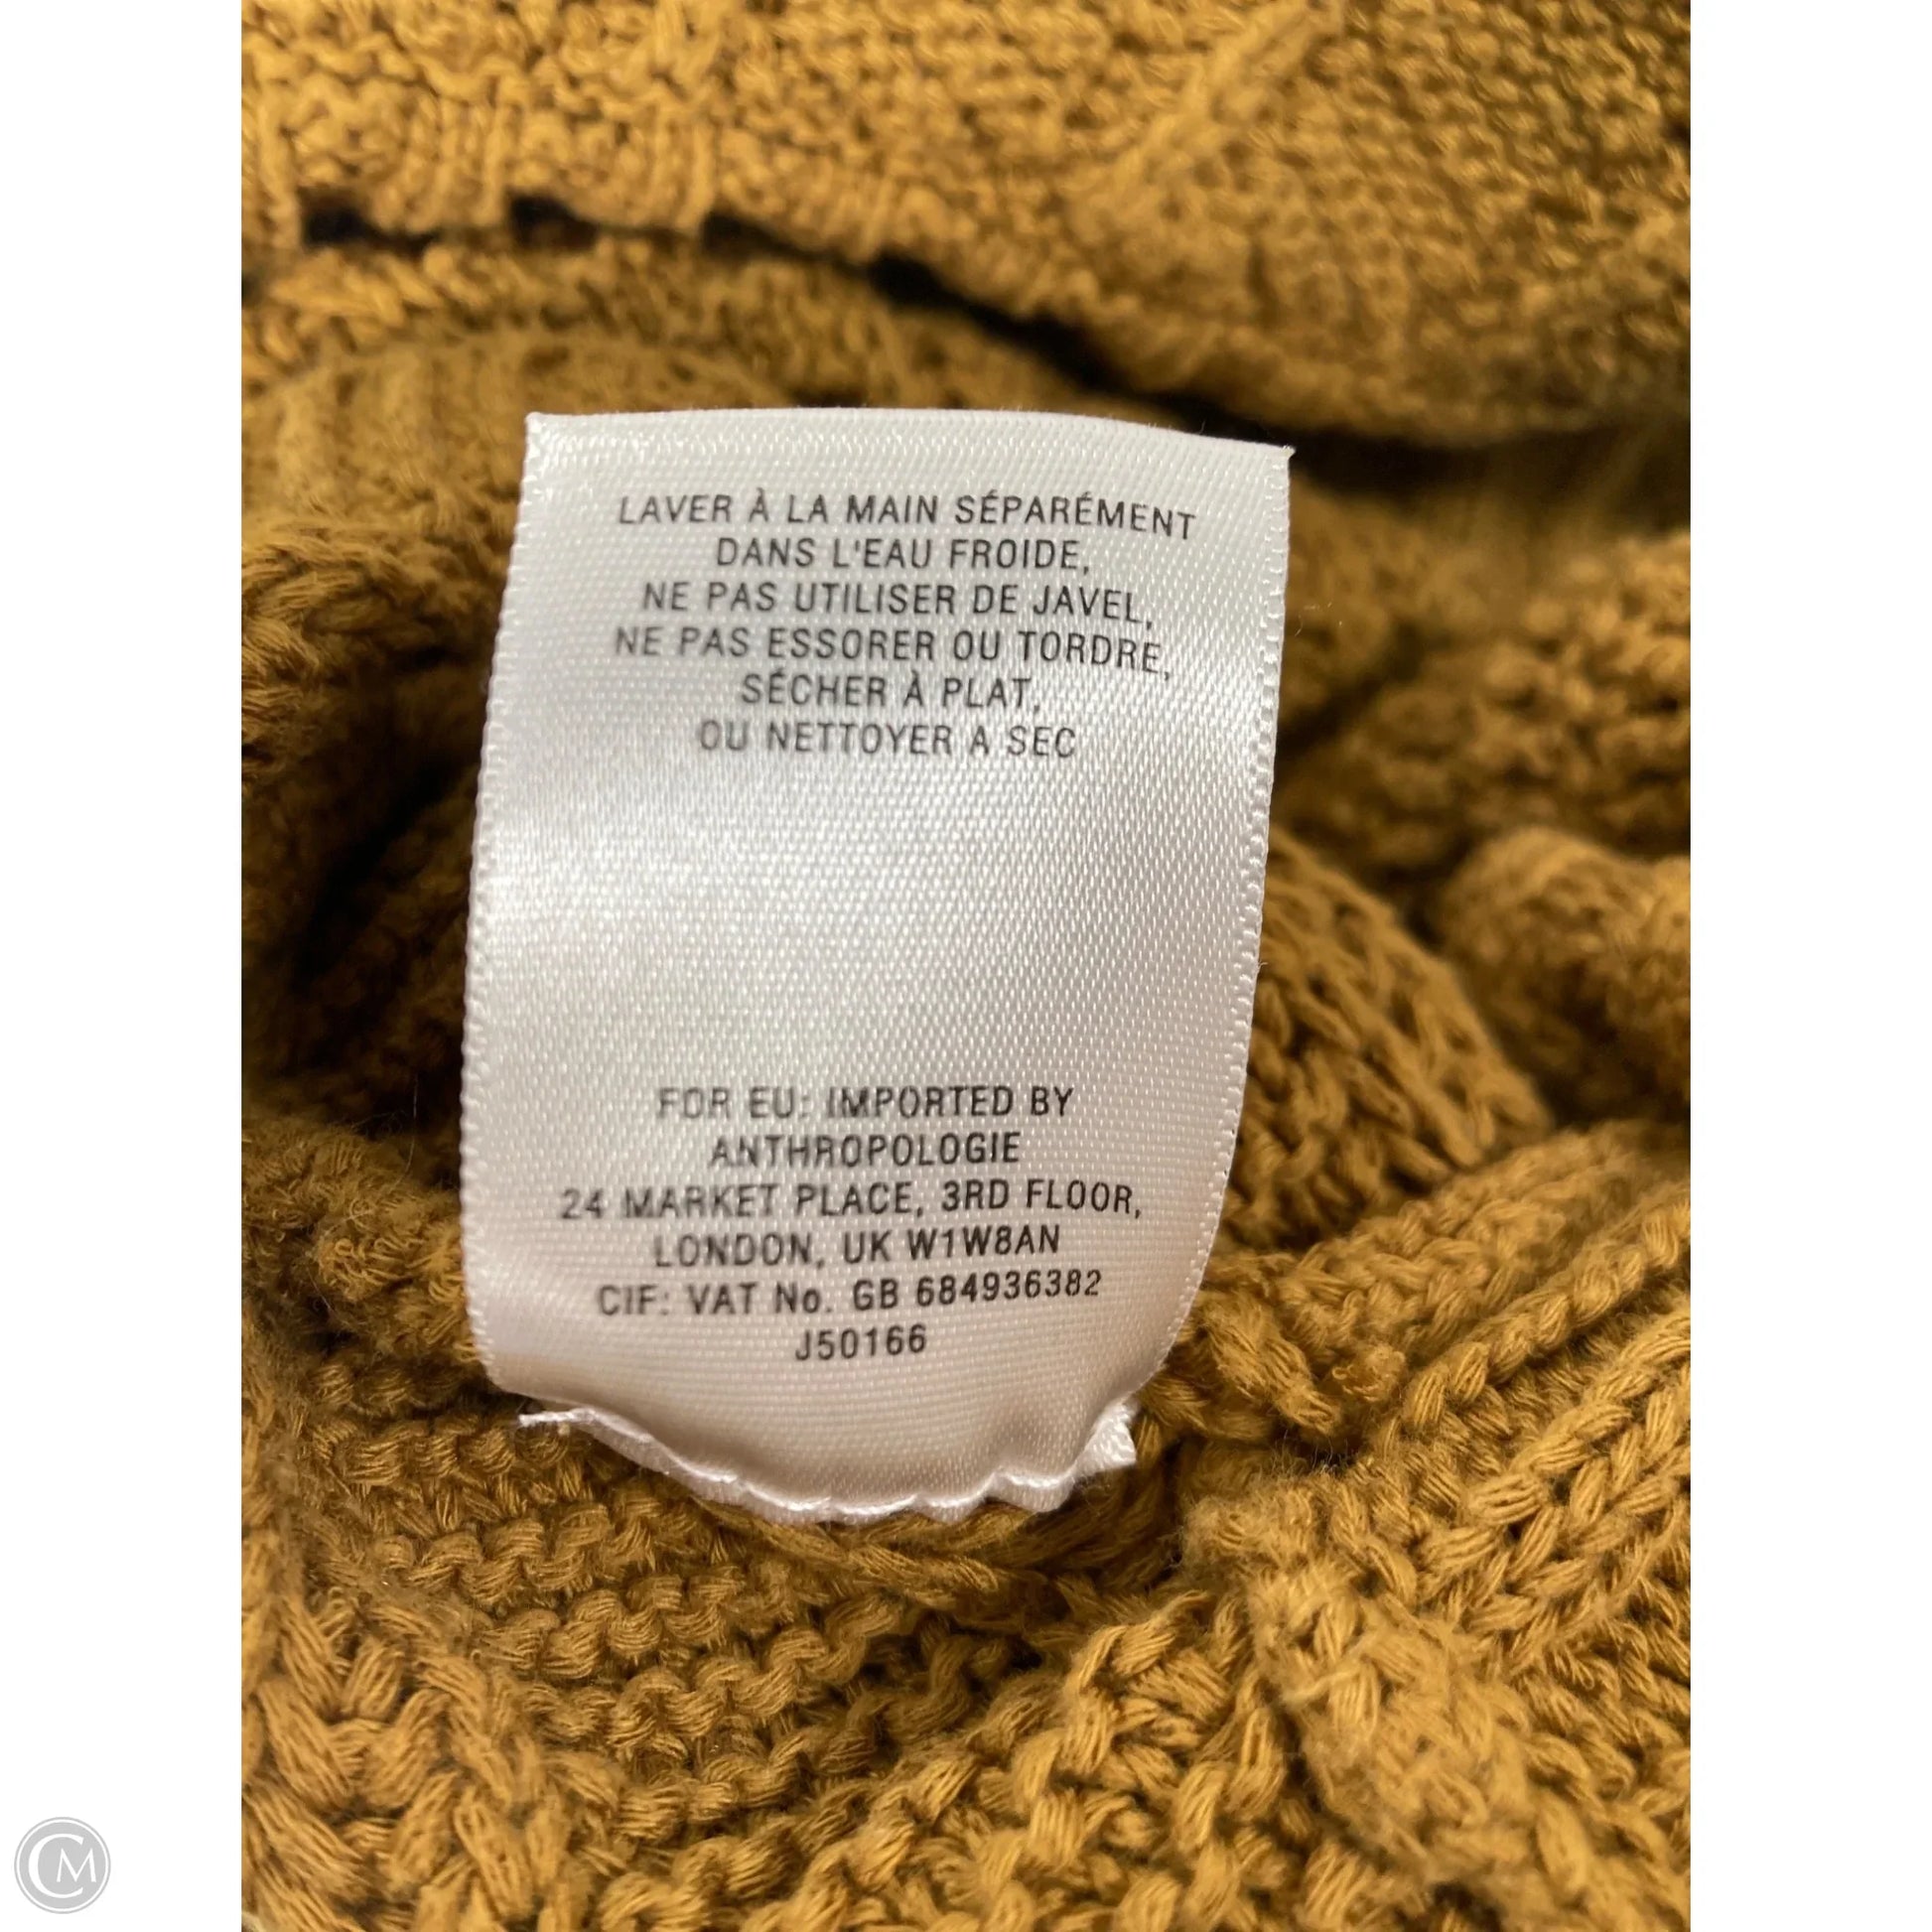 LAVER À LA MAIN SÉPARÉMENT
DANS L'EAU FROIDE,
NE PAS UTILISER DE JAVEL,
NE PAS ESSORER OU TORDRE,
SÉCHER À PLAT,
OU NETTOYER A SEC
FOR EU: IMPORTED BY
ANTHROPOLOGIE
24 MARKET PLACE, 3RD FLOOR,
LONDON, UK W1W8AN
CIF: VAT No. GB 684936382
J50166
CM